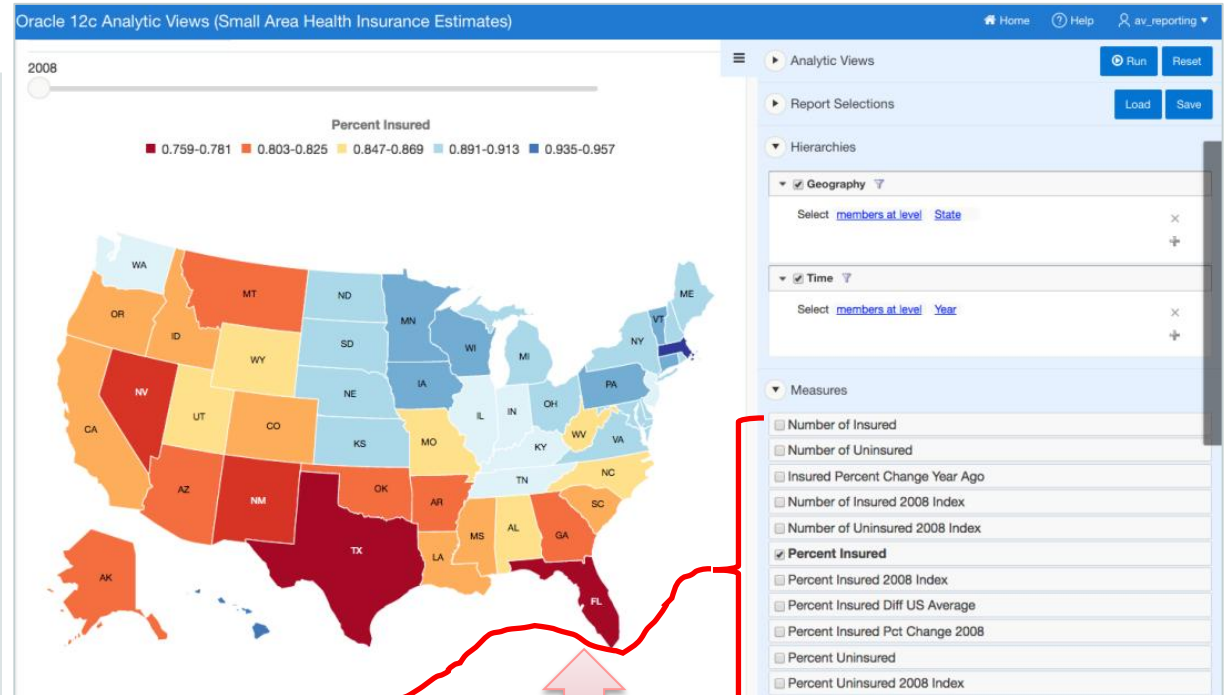 Oracle 12c Analytic Views (Small Area Health Insurance Estimates)
Home Help av_reporting
2008
Percent Insured
0.759-0.781 0.803-0.825 0.847-0.869 0.891-0.913 0.935-0.957
WA
MT
ND
ME
OR
ID
MN
VT
SD
WI
NY
WY
MI
NV
NE
IA
PA
UT
IL
IN
OH
CA
CO
KS
MO
KY
WV
VA
AZ
NM
OK
TN
NC
AR
SC
TX
MS
AL
GA
LA
AK
FL
Analytic Views
Run Reset
Report Selections
Load Save
Hierarchies
Geography
Select members at level State
Time
Select members at level Year
Measures
Number of Insured
Number of Uninsured
Insured Percent Change Year Ago
Number of Insured 2008 Index
Number of Uninsured 2008 Index
Percent Insured
Percent Insured 2008 Index
Percent Insured Diff US Average
Percent Insured Pct Change 2008
Percent Uninsured
Percent Uninsured 2008 Index